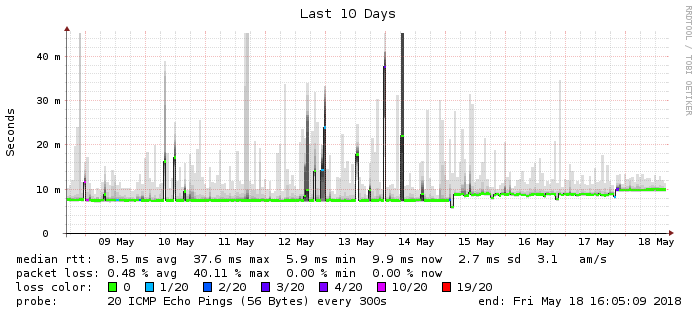 Last 10 Days
RRDTOOL / TOBI OETIKER
Seconds
40 m
30 m
20 m
10 m
0
09 May 10 May 11 May 12 May 13 May 14 May 15 May 16 May 17 May 18 May
median rtt: 8.5 ms avg 37.6 ms max 5.9 ms min 9.9 ms now 2.7 ms sd 3.1 am/s
packet loss: 0.48 % avg 40.11 % max 0.00 % min 0.00 % now
loss color: 0 1/20 2/20 3/20 4/20 10/20 19/20
probe: 20 ICMP Echo Pings (56 Bytes) every 300s end: Fri May 18 16:05:09 2018